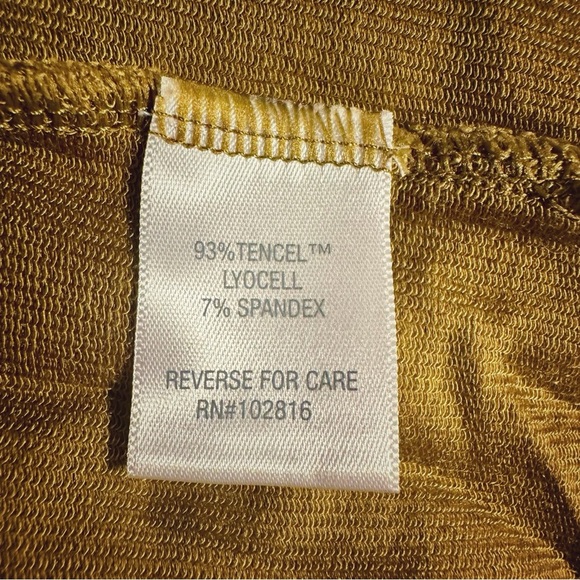 93%TENCEL™
LYOCELL
7% SPANDEX
REVERSE FOR CARE
RN#102816